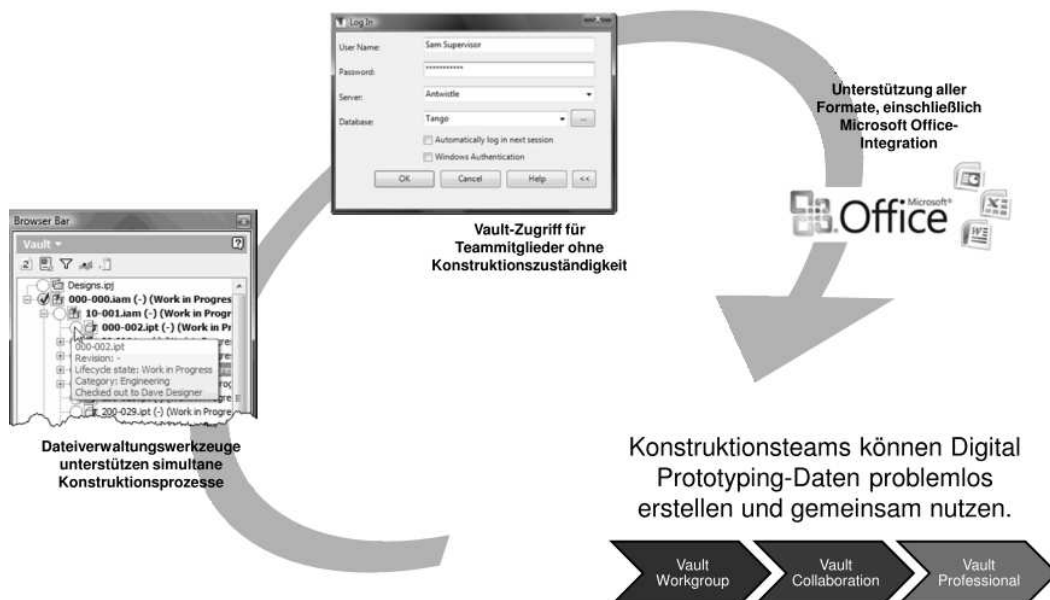 Log In
User Name:
Sam Supervisor
Password:
***********
Server:
Antwistle
Database:
Tango
...
Automatically log in next session
Windows Authentication
OK
Cancel
Help
<<
Vault-Zugriff für
Teammitglieder ohne
Konstruktionszuständigkeit
Unterstützung aller
Formate, einschließlich
Microsoft Office-
Integration
Microsoft®
Office
Browser Bar
Vault
Designs.ipj
000-000.iam (-) (Work in Progres
10-001.iam (-) (Work in Progr
000-002.ipt (-) (Work in Pr
000-002.ipt
Revision: -
Lifecycle state: Work in Progress
Category: Engineering
Checked out to Dave Designer
200-029.ipt (-) (Work in Progre
Dateiverwaltungswerkzeuge
unterstützen simultane
Konstruktionsprozesse
Konstruktionsteams können Digital
Prototyping-Daten problemlos
erstellen und gemeinsam nutzen.
Vault
Workgroup
Vault
Collaboration
Vault
Professional